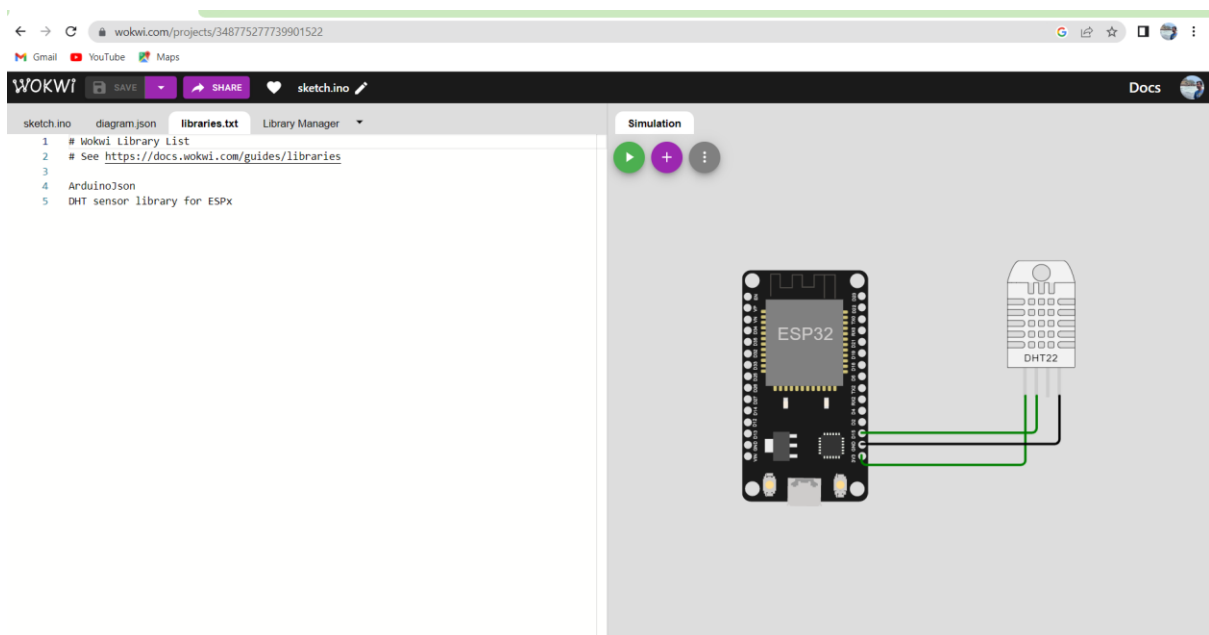 wokwi.com/projects/348775277739901522
Gmail YouTube Maps
WOKWI SAVE SHARE sketch.ino Docs
sketch.ino diagram.json libraries.txt Library Manager Simulation
1 # Wokwi Library List
2 # See https://docs.wokwi.com/guides/libraries
3
4 ArduinoJson
5 DHT sensor library for ESPx
ESP32
DHT22